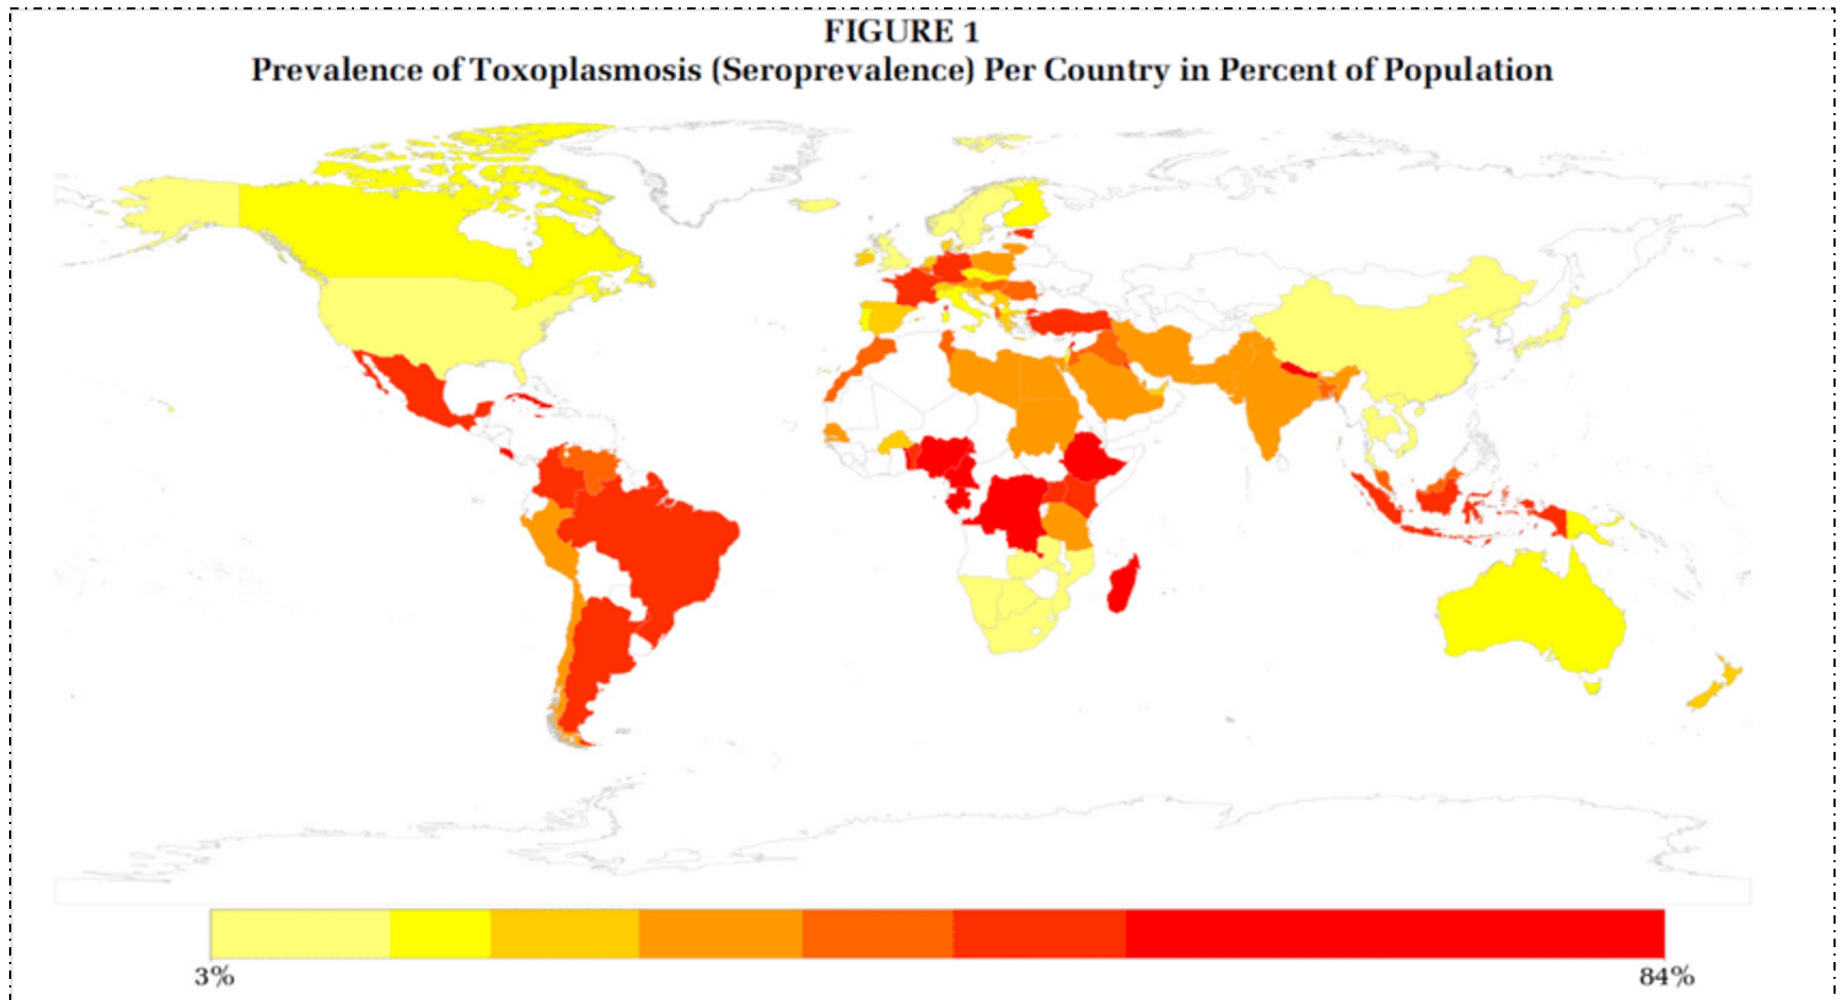 FIGURE 1
Prevalence of Toxoplasmosis (Seroprevalence) Per Country in Percent of Population
3%
84%